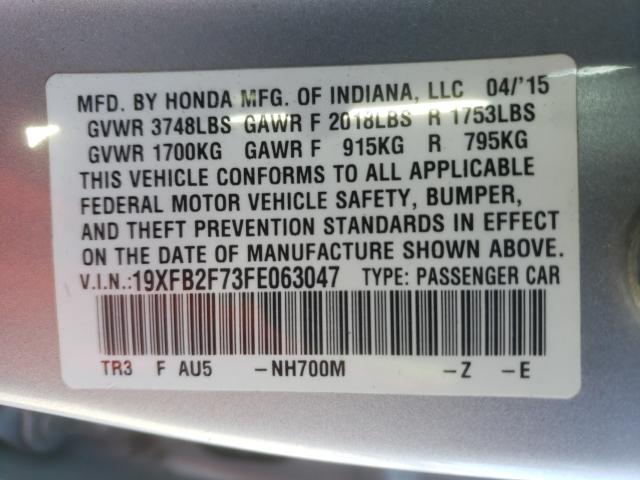 MFD. BY HONDA MFG. OF INDIANA, LLC 04/'15
GVWR 3748LBS GAWR F 2018LBS R 1753LBS
GVWR 1700KG GAWR F 915KG R 795KG
THIS VEHICLE CONFORMS TO ALL APPLICABLE
FEDERAL MOTOR VEHICLE SAFETY, BUMPER,
AND THEFT PREVENTION STANDARDS IN EFFECT
ON THE DATE OF MANUFACTURE SHOWN ABOVE.
V.I.N.:19XFB2F73FE063047 TYPE: PASSENGER CAR
TR3 F AU5 -NH700M -Z -E